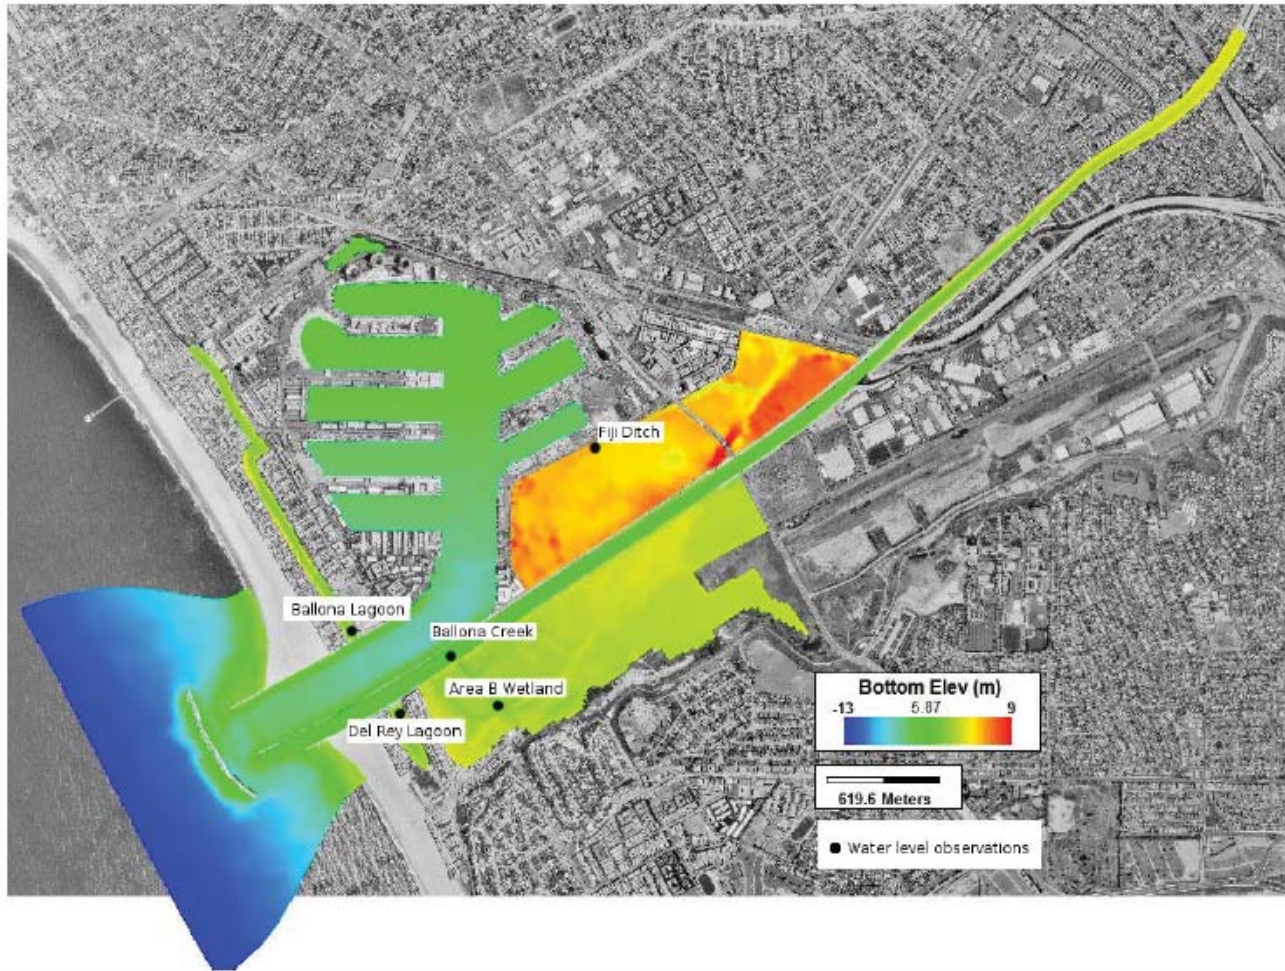 Fiji Ditch
Ballona Lagoon
Ballona Creek
Area B Wetland
Del Rey Lagoon
Bottom Elev (m)
-13 5.87 9
619.6 Meters
Water level observations